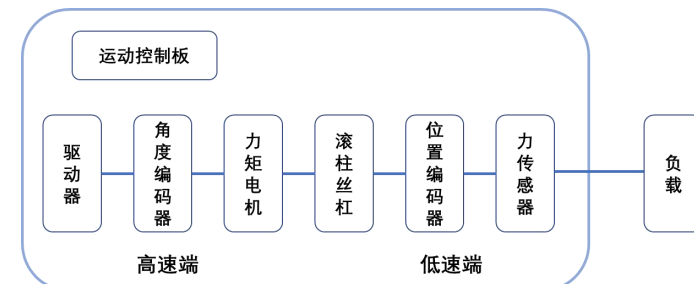 运动控制板
驱动器
角度编码器
力矩电机
滚柱丝杠
位置编码器
力传感器
负载
高速端
低速端